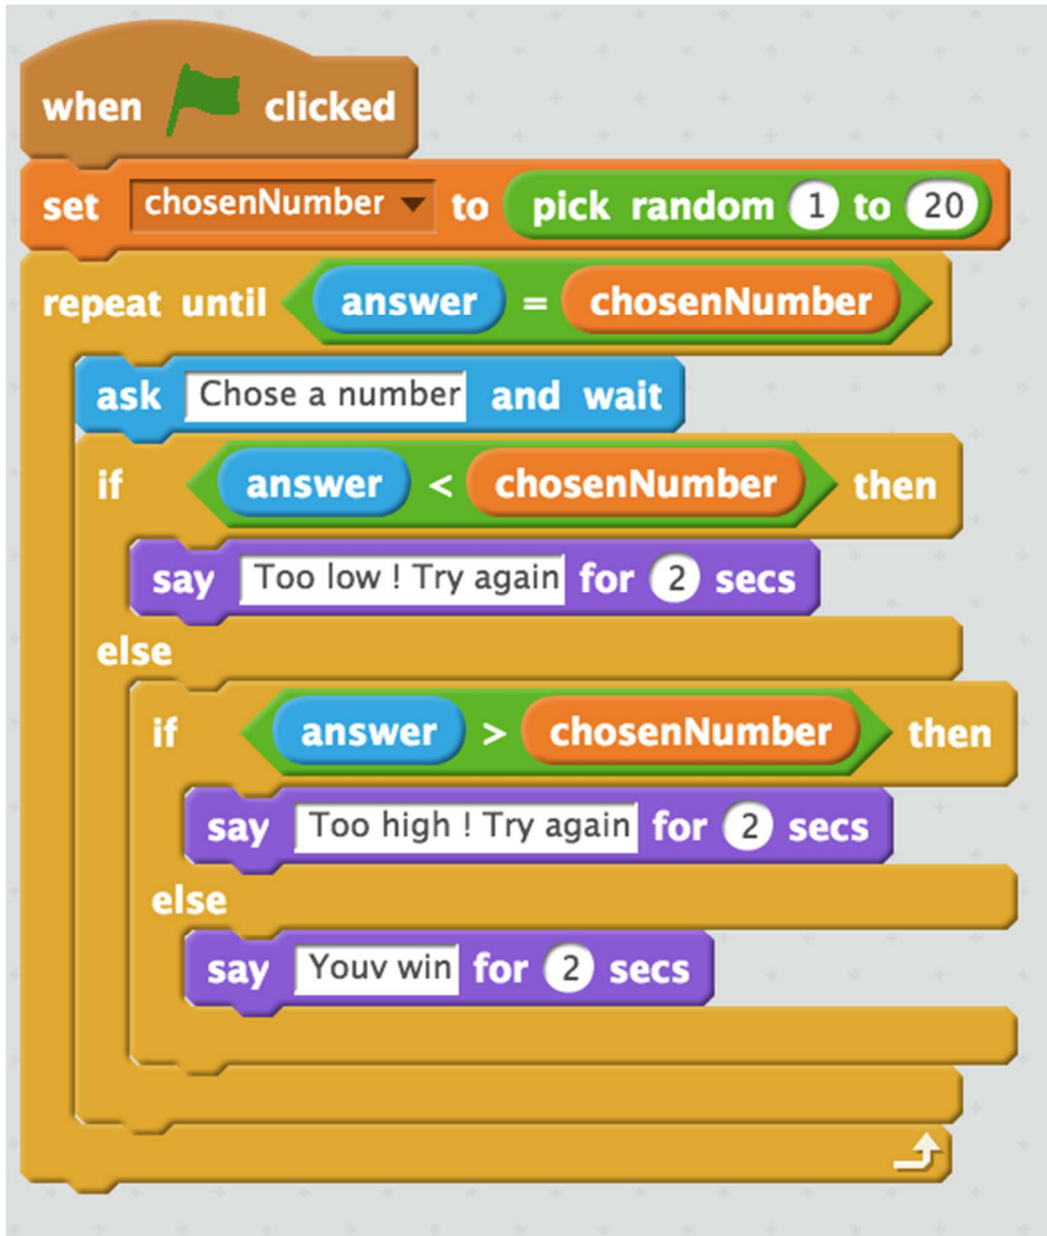 when clicked
set chosenNumber to pick random 1 to 20
repeat until answer = chosenNumber
ask Chose a number and wait
if answer < chosenNumber then
say Too low ! Try again for 2 secs
else
if answer > chosenNumber then
say Too high ! Try again for 2 secs
else
say Youv win for 2 secs